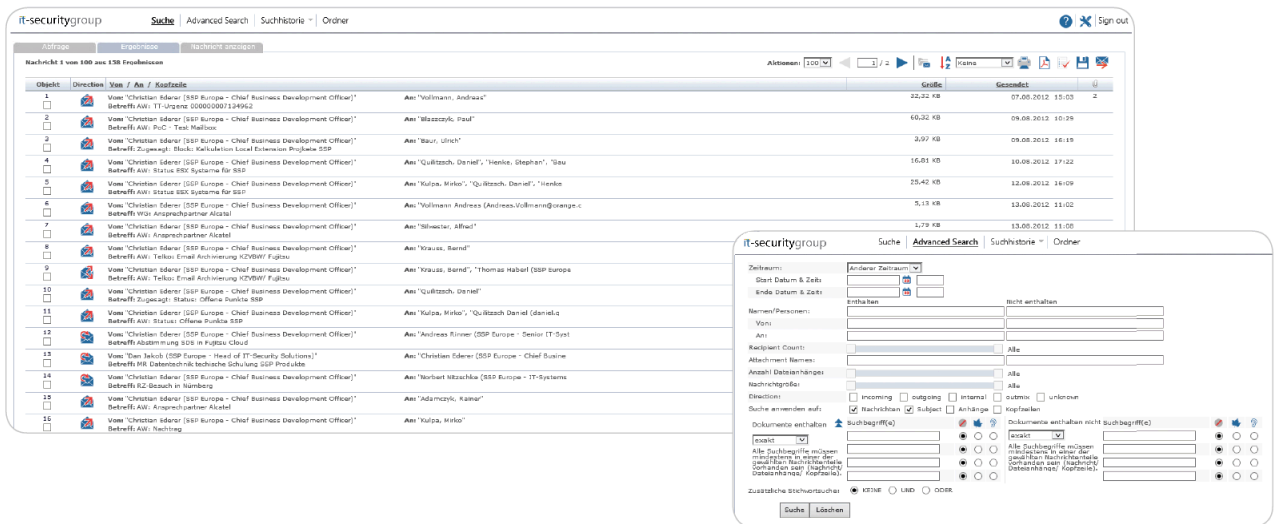 it-securitygroup Suche Advanced Search Suchhistorie Ordner Sign out
Abfrage Ergebnisse Nachricht anzeigen
Nachricht 1 von 100 aus 158 Ergebnissen Aktionen: 100 1 / 2 Keine
Objekt Direction Von / An / Kopfzeile Größe Gesendet
1 Von: "Christian Ederer (SSP Europe - Chief Business Development Officer)" An: "Vollmann, Andreas" 32,32 KB 07.08.2012 15:03 2
Betreff: AW: TT-Urgenz 000000007134962
2 Von: "Christian Ederer (SSP Europe - Chief Business Development Officer)" An: "Blaszczyk, Paul" 60,32 KB 09.08.2012 10:29
Betreff: AW: PoC - Test Mailbox
3 Von: "Christian Ederer (SSP Europe - Chief Business Development Officer)" An: "Baur, Ulrich" 3,97 KB 09.08.2012 16:19
Betreff: Zugesagt: Block: Kalkulation Local Extension Projkete SSP
4 Von: "Christian Ederer (SSP Europe - Chief Business Development Officer)" An: "Quilitzsch, Daniel", "Henke, Stephan", "Bau 16,81 KB 10.08.2012 17:22
Betreff: AW: Status ESX Systeme für SSP
5 Von: "Christian Ederer (SSP Europe - Chief Business Development Officer)" An: "Kulpa, Mirko", "Quilitzsch, Daniel", "Henke 25,42 KB 12.08.2012 16:09
Betreff: AW: Status ESX Systeme für SSP
6 Von: "Christian Ederer (SSP Europe - Chief Business Development Officer)" An: "Vollmann Andreas (Andreas.Vollmann@orange.c 5,13 KB 13.08.2012 11:02
Betreff: WG: Ansprechpartner Alcatel
7 Von: "Christian Ederer (SSP Europe - Chief Business Development Officer)" An: "Silvester, Alfred" 1,79 KB 13.08.2012 11:08
Betreff: AW: Ansprechpartner Alcatel
8 Von: "Christian Ederer (SSP Europe - Chief Business Development Officer)" An: "Krauss, Bernd"
Betreff: AW: Telko: Email Archivierung KZVBW/ Fujitsu
9 Von: "Christian Ederer (SSP Europe - Chief Business Development Officer)" An: "Krauss, Bernd", "Thomas Haberl (SSP Europe
Betreff: AW: Telko: Email Archivierung KZVBW/ Fujitsu
10 Von: "Christian Ederer (SSP Europe - Chief Business Development Officer)" An: "Quilitzsch, Daniel"
Betreff: Zugesagt: Status: Offene Punkte SSP
11 Von: "Christian Ederer (SSP Europe - Chief Business Development Officer)" An: "Kulpa, Mirko", "Quilitzsch Daniel (daniel.q
Betreff: AW: Status: Offene Punkte SSP
12 Von: "Christian Ederer (SSP Europe - Chief Business Development Officer)" An: "Andreas Rinner (SSP Europe - Senior IT-Syst
Betreff: Abstimmung SDS in Fujitsu Cloud
13 Von: "Dan Jakob (SSP Europe - Head of IT-Security Solutions)" An: "Christian Ederer (SSP Europe - Chief Busine
Betreff: MR Datentechnik techische Schulung SSP Produkte
14 Von: "Christian Ederer (SSP Europe - Chief Business Development Officer)" An: "Norbert Nitzschke (SSP Europe - IT-Systems
Betreff: RZ-Besuch in Nürnberg
15 Von: "Christian Ederer (SSP Europe - Chief Business Development Officer)" An: "Adamczyk, Rainer"
Betreff: AW: Ansprechpartner Alcatel
16 Von: "Christian Ederer (SSP Europe - Chief Business Development Officer)" An: "Kulpa, Mirko"
Betreff: AW: Nachtrag
it-securitygroup Suche Advanced Search Suchhistorie Ordner
Zeitraum: Anderer Zeitraum
Start Datum & Zeit:
Ende Datum & Zeit:
Enthalten Nicht enthalten
Namen/Personen:
Von:
An:
Recipient Count: Alle
Attachment Names:
Anzahl Dateianhänge: Alle
Nachrichtgröße: Alle
Direction: incoming outgoing internal outmix unknown
Suche anwenden auf: Nachrichten Subject Anhänge Kopfzeilen
Dokumente enthalten Suchbegriff(e) Dokumente enthalten nicht Suchbegriff(e)
exakt exakt
Alle Suchbegriffe müssen Alle Suchbegriffe müssen
mindestens in einer der mindestens in einer der
gewählten Nachrichtenteile gewählten Nachrichtenteile
vorhanden sein (Nachricht/ vorhanden sein (Nachricht/
Dateianhänge/ Kopfzeile). Dateianhänge/ Kopfzeile).
Zusätzliche Stichwortsuche: KEINE UND ODER
Suche Löschen